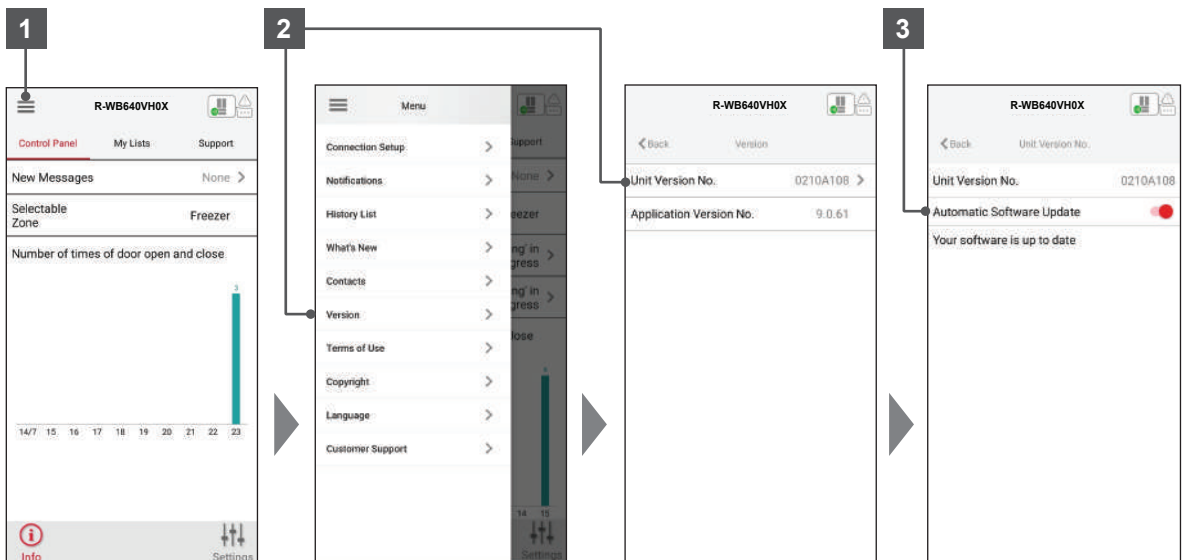 1
2
3
R-WB640VH0X
Control Panel
My Lists
Support
New Messages
None
Selectable
Zone
Freezer
Number of times of door open and close
3
14/7 15 16 17 18 19 20 21 22 23
Info
Settings
Menu
Connection Setup
Notifications
History List
What's New
Contacts
Version
Terms of Use
Copyright
Language
Customer Support
upport
None
eezer
ng' in
gress
ng' in
gress
lose
14 15
Settings
R-WB640VH0X
Back
Version
Unit Version No.
0210A108
Application Version No.
9.0.61
R-WB640VH0X
Back
Unit Version No.
Unit Version No.
0210A108
Automatic Software Update
Your software is up to date